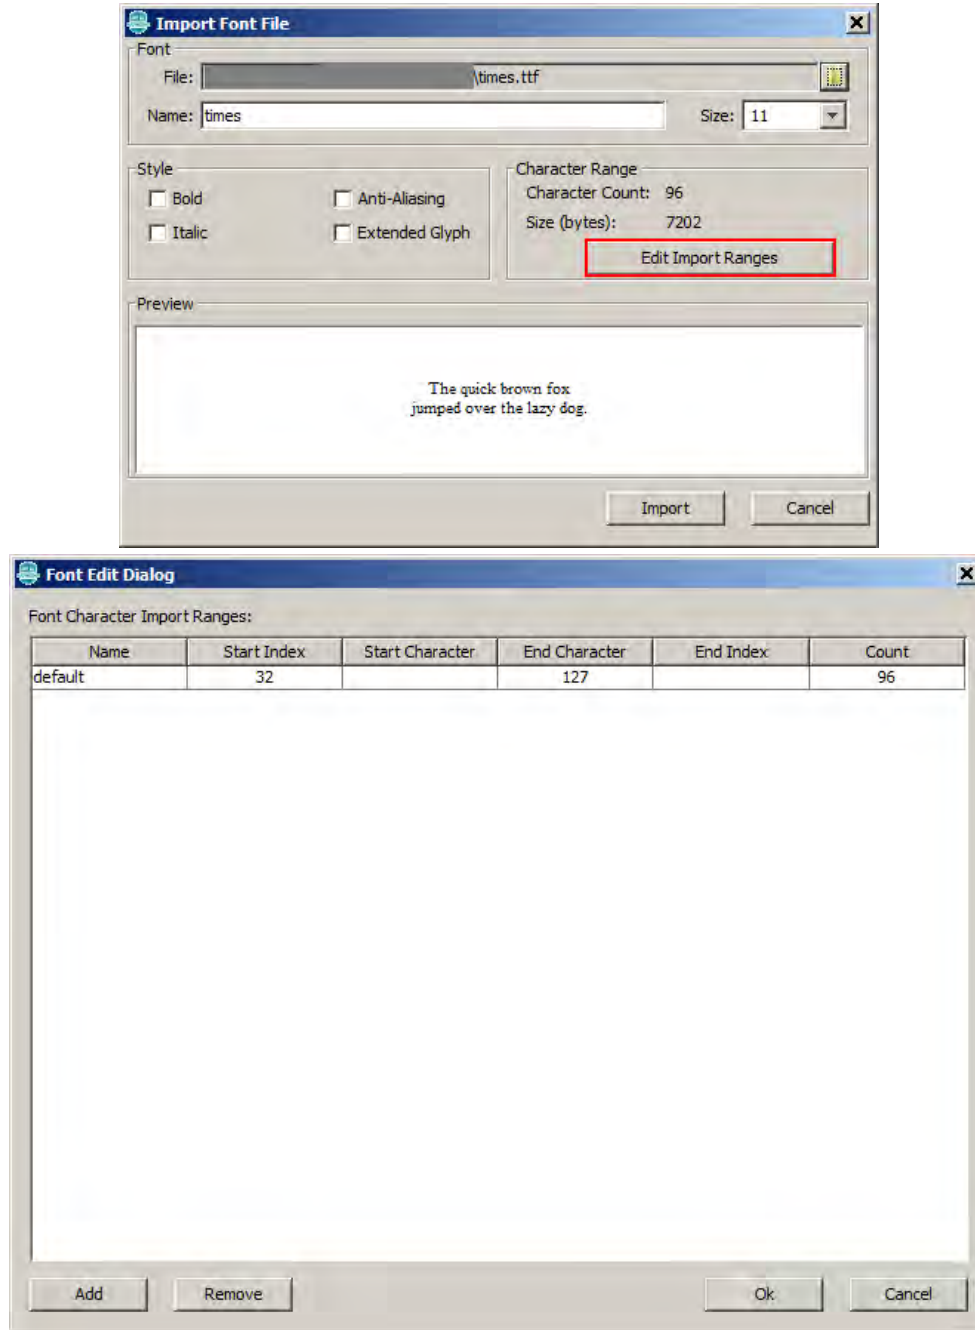 Import Font File
Font
File: \times.ttf
Name: times Size: 11
Style
Bold Anti-Aliasing
Italic Extended Glyph
Character Range
Character Count: 96
Size (bytes): 7202
Edit Import Ranges
Preview
The quick brown fox
jumped over the lazy dog.
Import Cancel
Font Edit Dialog
Font Character Import Ranges:
Name Start Index Start Character End Character End Index Count
default 32 127 96
Add Remove Ok Cancel